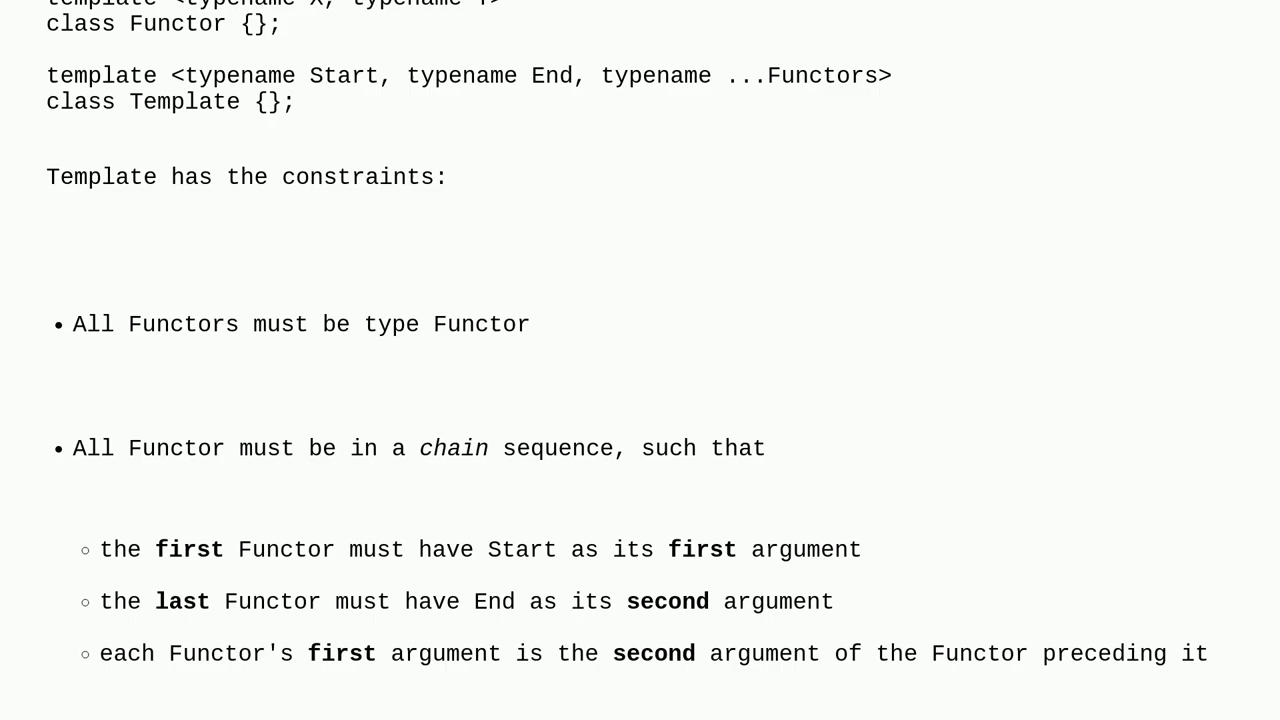 class Functor {};
template <typename Start, typename End, typename ...Functors>
class Template {};
Template has the constraints:
• All Functors must be type Functor
• All Functor must be in a chain sequence, such that
○ the first Functor must have Start as its first argument
○ the last Functor must have End as its second argument
○ each Functor's first argument is the second argument of the Functor preceding it